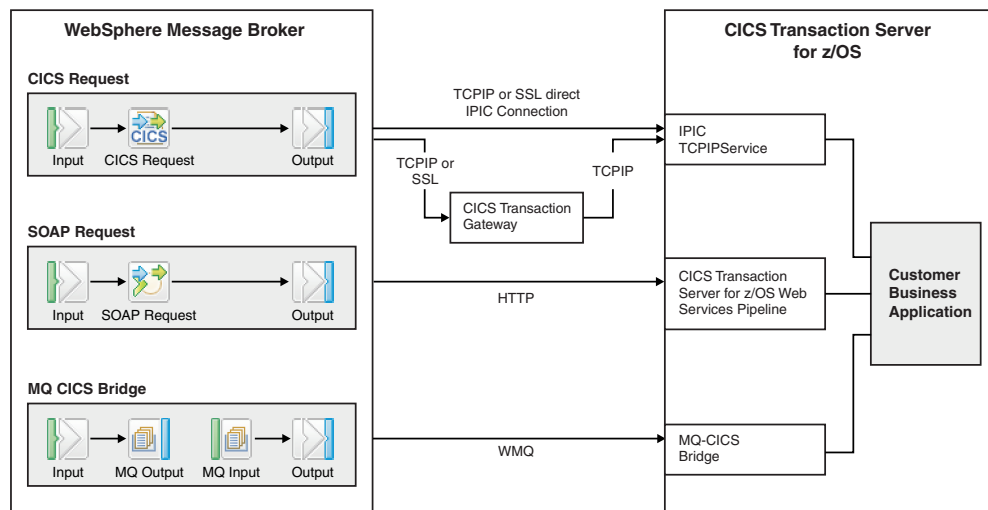 WebSphere Message Broker
CICS Request
Input
CICS
CICS Request
Output
SOAP Request
Input
SOAP Request
Output
MQ CICS Bridge
Input
MQ Output
MQ Input
Output
TCPIP or SSL direct
IPIC Connection
TCPIP or
SSL
CICS Transaction
Gateway
TCPIP
HTTP
WMQ
CICS Transaction Server
for z/OS
IPIC
TCPIPService
CICS Transaction
Server for z/OS Web
Services Pipeline
MQ-CICS
Bridge
Customer
Business
Application